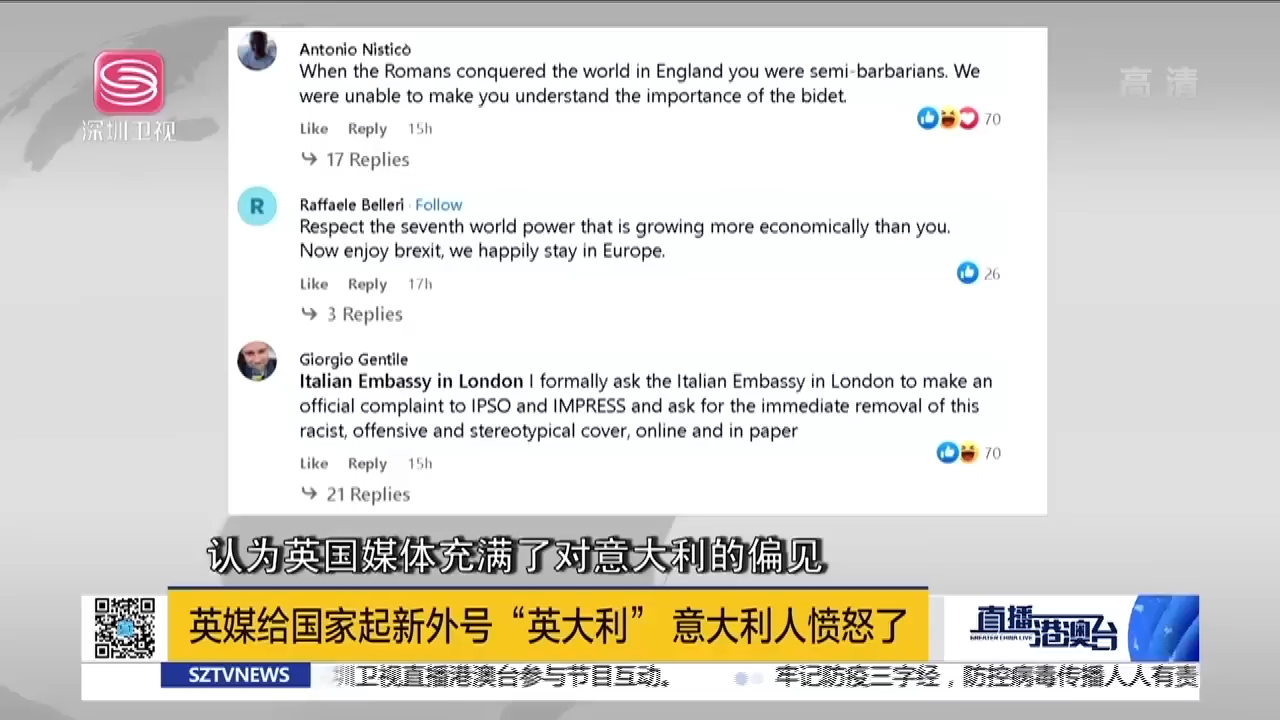 深圳卫视
高清
Antonio Nisticò
When the Romans conquered the world in England you were semi-barbarians. We
were unable to make you understand the importance of the bidet.
70
Like Reply 15h
17 Replies
R
Raffaele Belleri · Follow
Respect the seventh world power that is growing more economically than you.
Now enjoy brexit, we happily stay in Europe.
26
Like Reply 17h
3 Replies
Giorgio Gentile
Italian Embassy in London I formally ask the Italian Embassy in London to make an
official complaint to IPSO and IMPRESS and ask for the immediate removal of this
racist, offensive and stereotypical cover, online and in paper
70
Like Reply 15h
21 Replies
认为英国媒体充满了对意大利的偏见
英媒给国家起新外号“英大利” 意大利人愤怒了
直播港澳台
GREATER CHINA LIVE
SZTVNEWS
圳卫视直播港澳台参与节目互动。 牢记防疫三字经，防控病毒传播人人有责